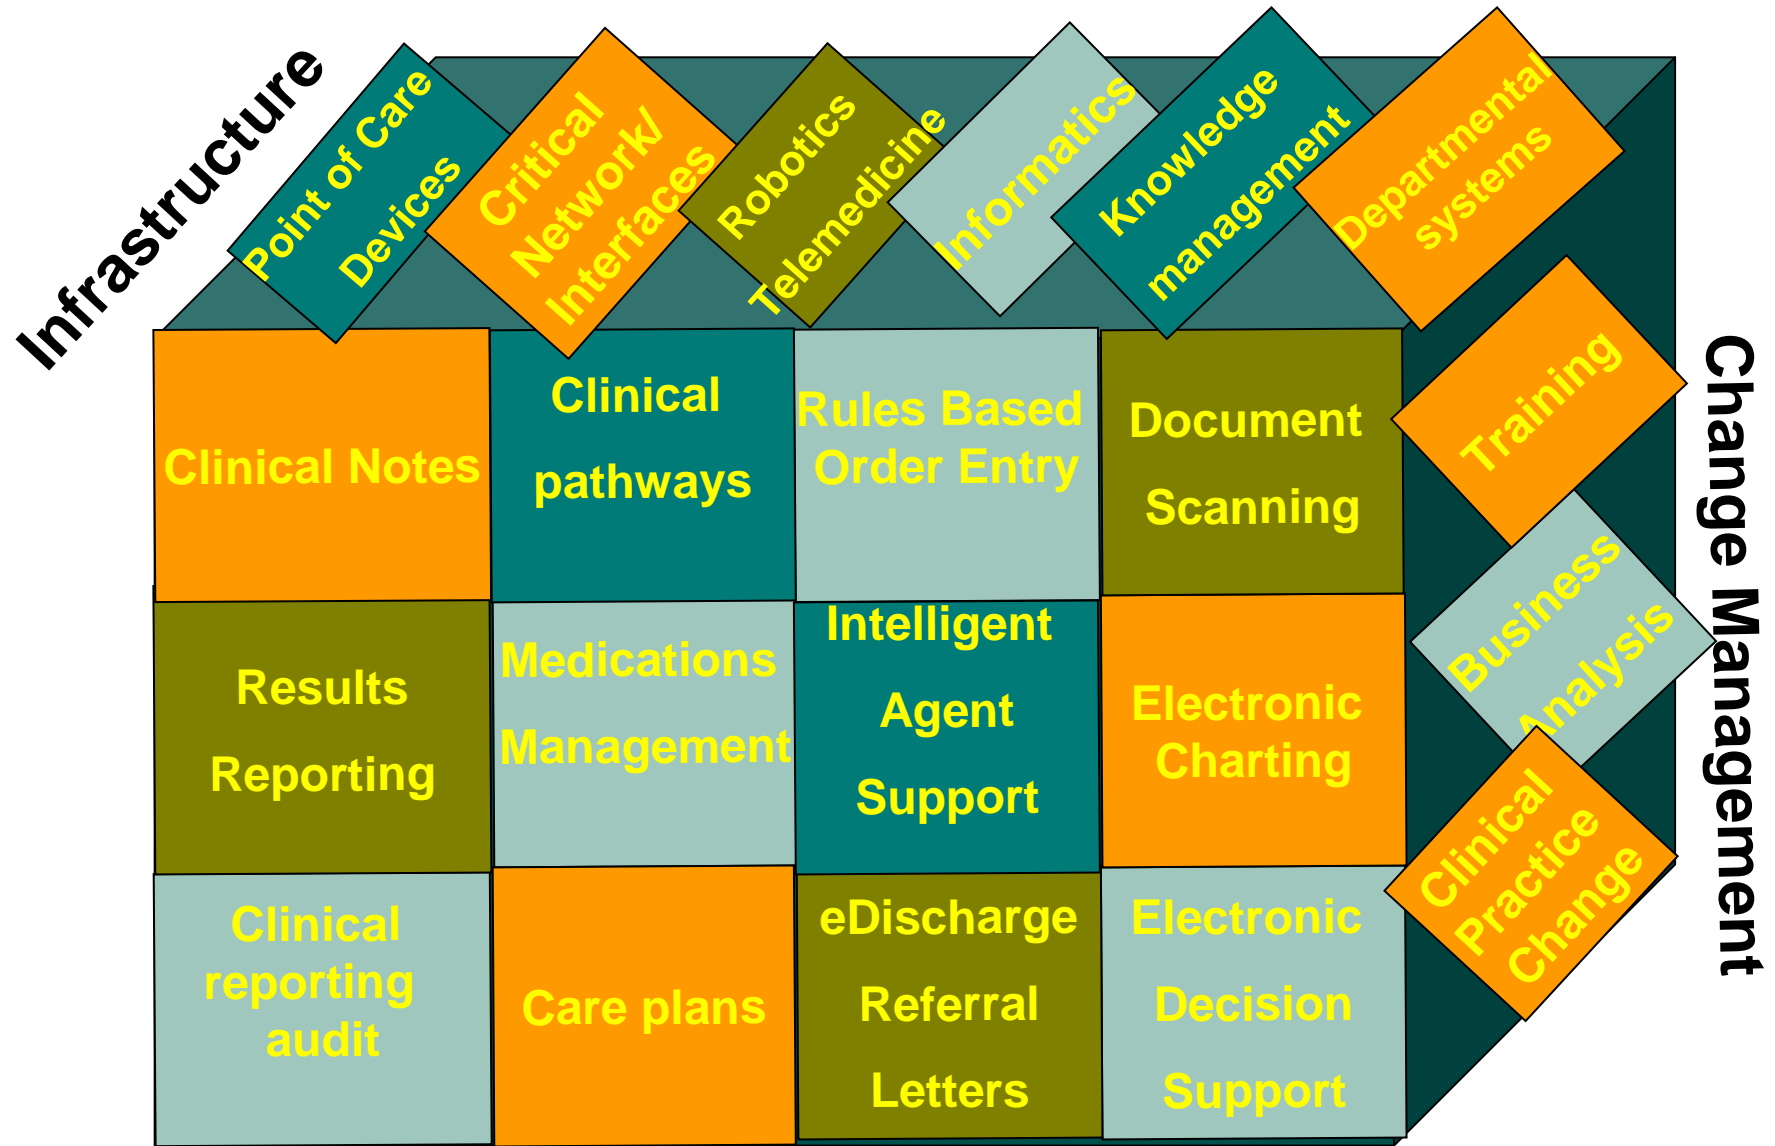 Infrastructure
Point of Care
Devices
Critical
Network/
Interfaces
Robotics
Telemedicine
Informatics
Knowledge
management
Departmental
systems
Clinical Notes
Clinical
pathways
Rules Based
Order Entry
Document
Scanning
Training
Results
Reporting
Medications
Management
Intelligent
Agent
Support
Electronic
Charting
Business
Analysis
Clinical
reporting
audit
Care plans
eDischarge
Referral
Letters
Electronic
Decision
Support
Clinical
Practice
Change
Change Management